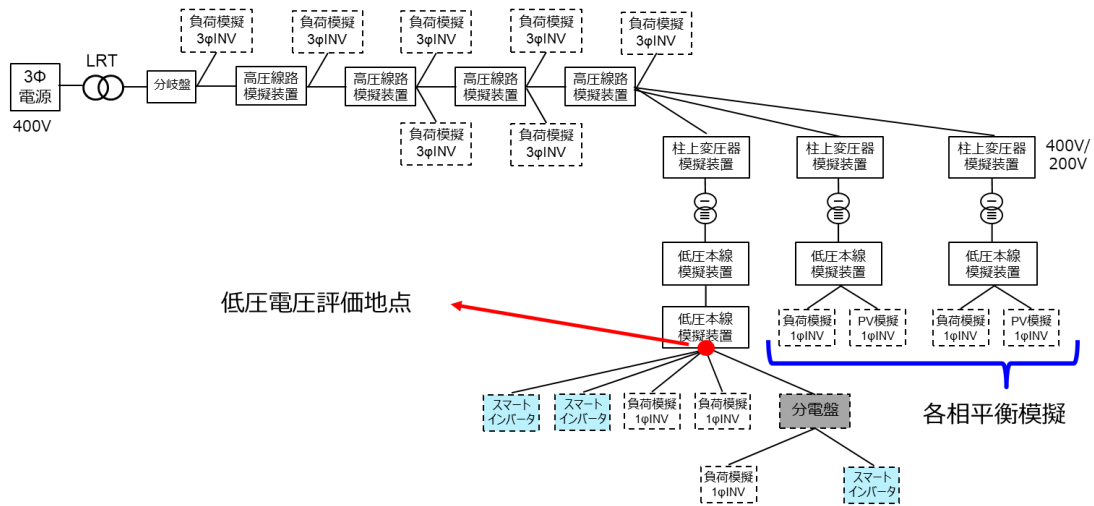 負荷模擬
3φINV
負荷模擬
3φINV
負荷模擬
3φINV
負荷模擬
3φINV
負荷模擬
3φINV
LRT
3Φ
電源
400V
分岐盤
高圧線路
模擬装置
高圧線路
模擬装置
高圧線路
模擬装置
高圧線路
模擬装置
負荷模擬
3φINV
負荷模擬
3φINV
柱上変圧器
模擬装置
柱上変圧器
模擬装置
柱上変圧器
模擬装置
400V/
200V
低圧本線
模擬装置
低圧本線
模擬装置
低圧本線
模擬装置
低圧電圧評価地点
低圧本線
模擬装置
負荷模擬
1φINV
PV模擬
1φINV
負荷模擬
1φINV
PV模擬
1φINV
スマート
インバータ
スマート
インバータ
負荷模擬
1φINV
負荷模擬
1φINV
分電盤
各相平衡模擬
負荷模擬
1φINV
スマート
インバータ